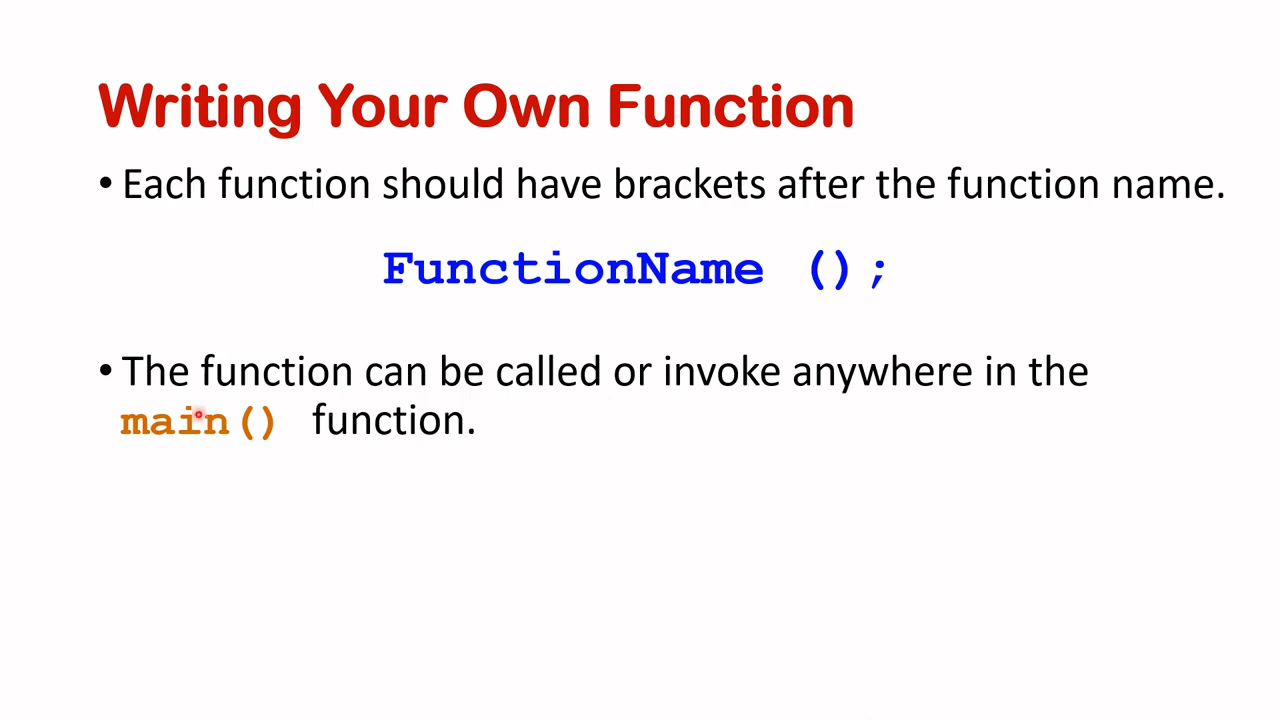 Writing Your Own Function
• Each function should have brackets after the function name.
FunctionName ();
• The function can be called or invoke anywhere in the
main() function.